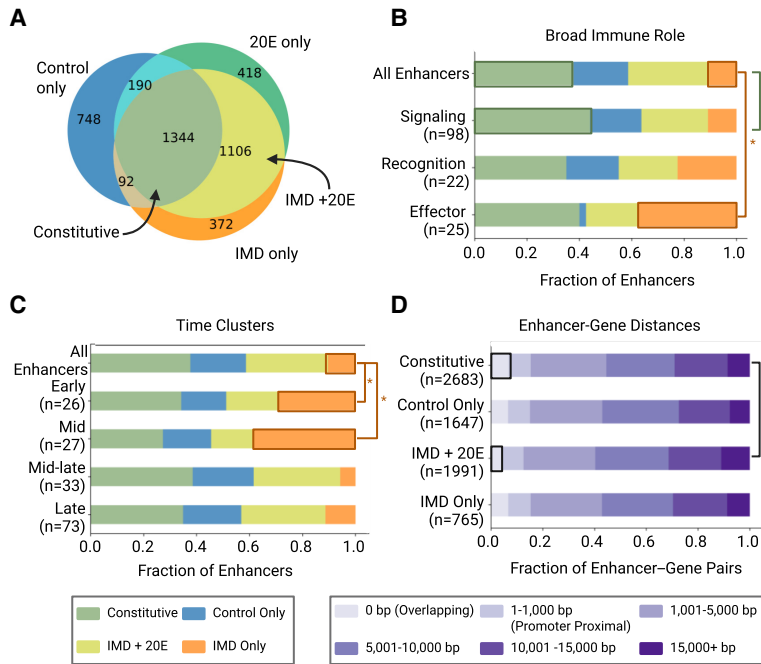 A
20E only
Control
only
418
190
748
1344
1106
92
IMD +20E
Constitutive
372
IMD only
B
Broad Immune Role
All Enhancers
Signaling
(n=98)
*
Recognition
(n=22)
Effector
(n=25)
0.0 0.2 0.4 0.6 0.8 1.0
Fraction of Enhancers
C
Time Clusters
All
Enhancers
Early
(n=26)
*
*
Mid
(n=27)
Mid-late
(n=33)
Late
(n=73)
0.0 0.2 0.4 0.6 0.8 1.0
Fraction of Enhancers
Constitutive Control Only
IMD + 20E IMD Only
D
Enhancer-Gene Distances
Constitutive
(n=2683)
Control Only
(n=1647)
IMD + 20E
(n=1991)
IMD Only
(n=765)
0.0 0.2 0.4 0.6 0.8 1.0
Fraction of Enhancer–Gene Pairs
0 bp (Overlapping) 1-1,000 bp 1,001-5,000 bp
(Promoter Proximal)
5,001-10,000 bp 10,001 -15,000 bp 15,000+ bp